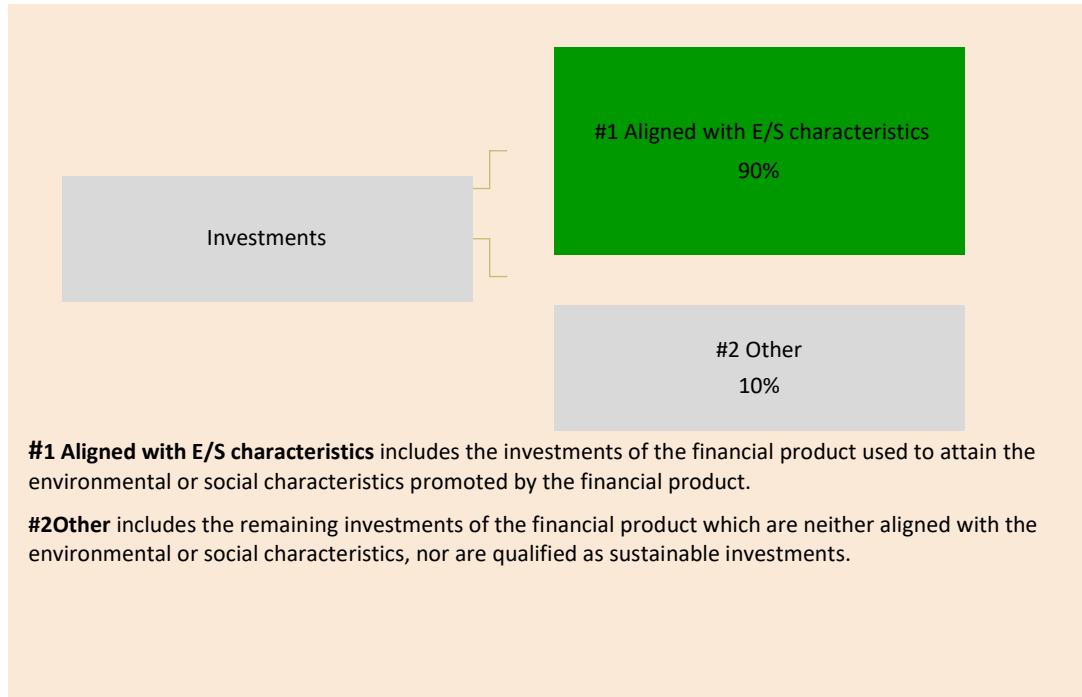 #1 Aligned with E/S characteristics
90%
Investments
#2 Other
10%
#1 Aligned with E/S characteristics includes the investments of the financial product used to attain the
environmental or social characteristics promoted by the financial product.
#2Other includes the remaining investments of the financial product which are neither aligned with the
environmental or social characteristics, nor are qualified as sustainable investments.